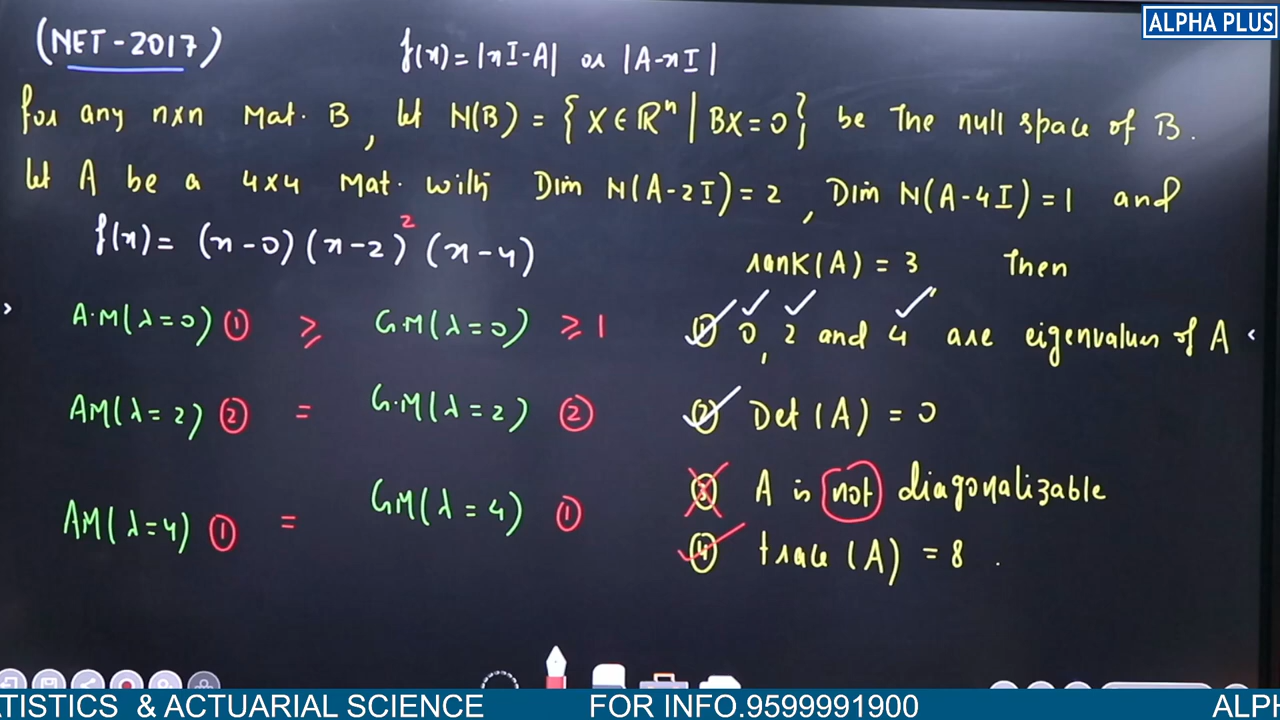 ALPHA PLUS
(NET-2017)
f(x)=|xI-A| or |A-xI|
for any n×n Mat. B, let N(B) = {X∈ℝⁿ | BX=0} be the null space of B.
let A be a 4×4 Mat. with Dim N(A-2I)=2, Dim N(A-4I)=1 and
f(x)= (x-0)(x-2)²(x-4)
rank(A) = 3 Then
A.M(λ=0) ① ≥ G.M(λ=0) ≥ 1
① 0, 2 and 4 are eigenvalues of A
AM(λ=2) ② = G.M(λ=2) ②
② Det(A) = 0
③ A is not diagonalizable
AM(λ=4) ① = GM(λ=4) ①
④ trace(A) = 8.
ATISTICS & ACTUARIAL SCIENCE FOR INFO.9599991900 ALPH